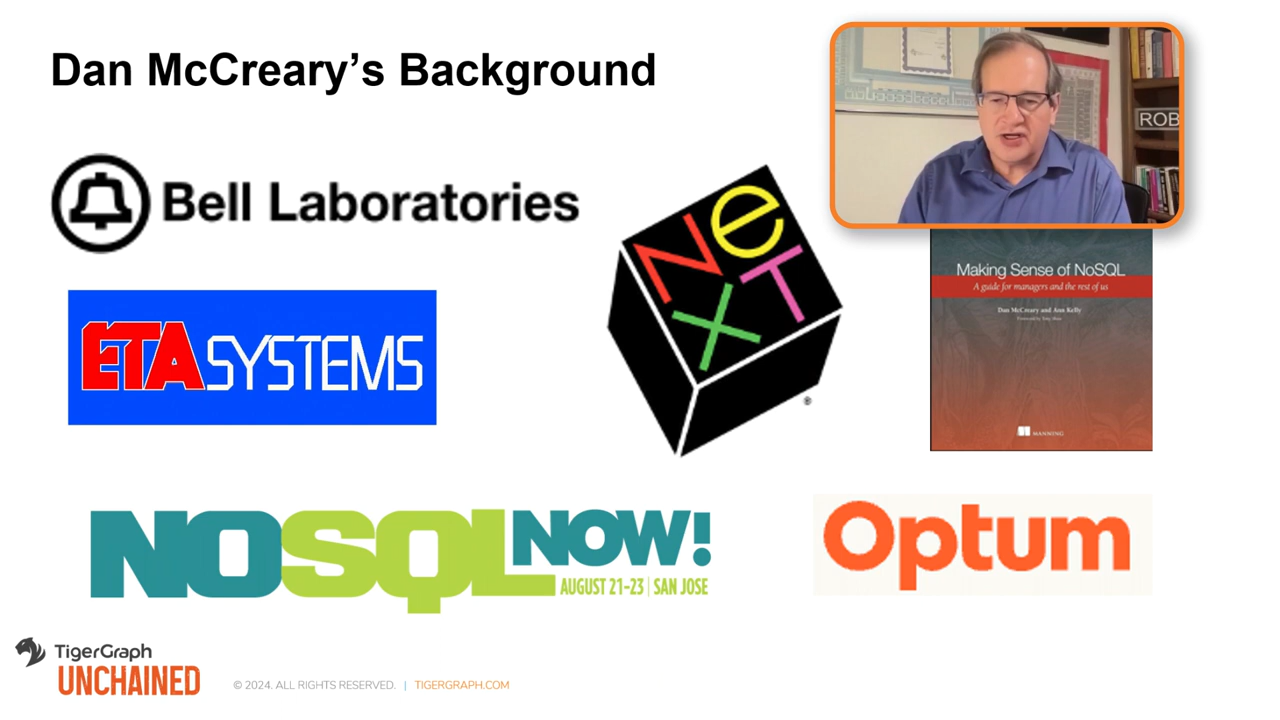 Dan McCreary’s Background
ROB
Bell Laboratories
NeXT
®
Making Sense of NoSQL
A guide for managers and the rest of us
Dan McCreary and Ann Kelly
MANNING
ETA SYSTEMS
NOSQL NOW!
AUGUST 21-23 | SAN JOSE
Optum
TigerGraph
UNCHAINED
© 2024. ALL RIGHTS RESERVED. | TIGERGRAPH.COM